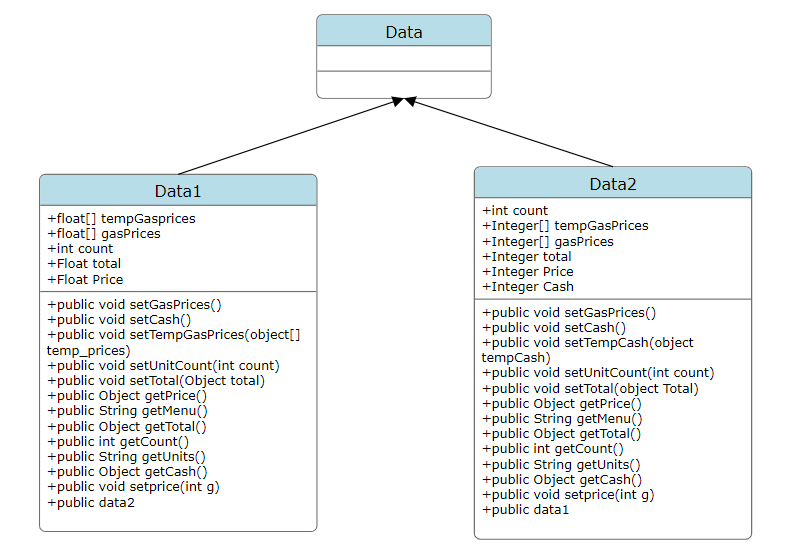 Data
Data1
+float[] tempGasprices
+float[] gasPrices
+int count
+Float total
+Float Price
+public void setGasPrices()
+public void setCash()
+public void setTempGasPrices(object[]
temp_prices)
+public void setUnitCount(int count)
+public void setTotal(Object total)
+public Object getPrice()
+public String getMenu()
+public Object getTotal()
+public int getCount()
+public String getUnits()
+public Object getCash()
+public void setprice(int g)
+public data2
Data2
+int count
+Integer[] tempGasPrices
+Integer[] gasPrices
+Integer total
+Integer Price
+Integer Cash
+public void setGasPrices()
+public void setCash()
+public void setTempCash(object
tempCash)
+public void setUnitCount(int count)
+public void setTotal(object Total)
+public Object getPrice()
+public String getMenu()
+public Object getTotal()
+public int getCount()
+public String getUnits()
+public Object getCash()
+public void setprice(int g)
+public data1